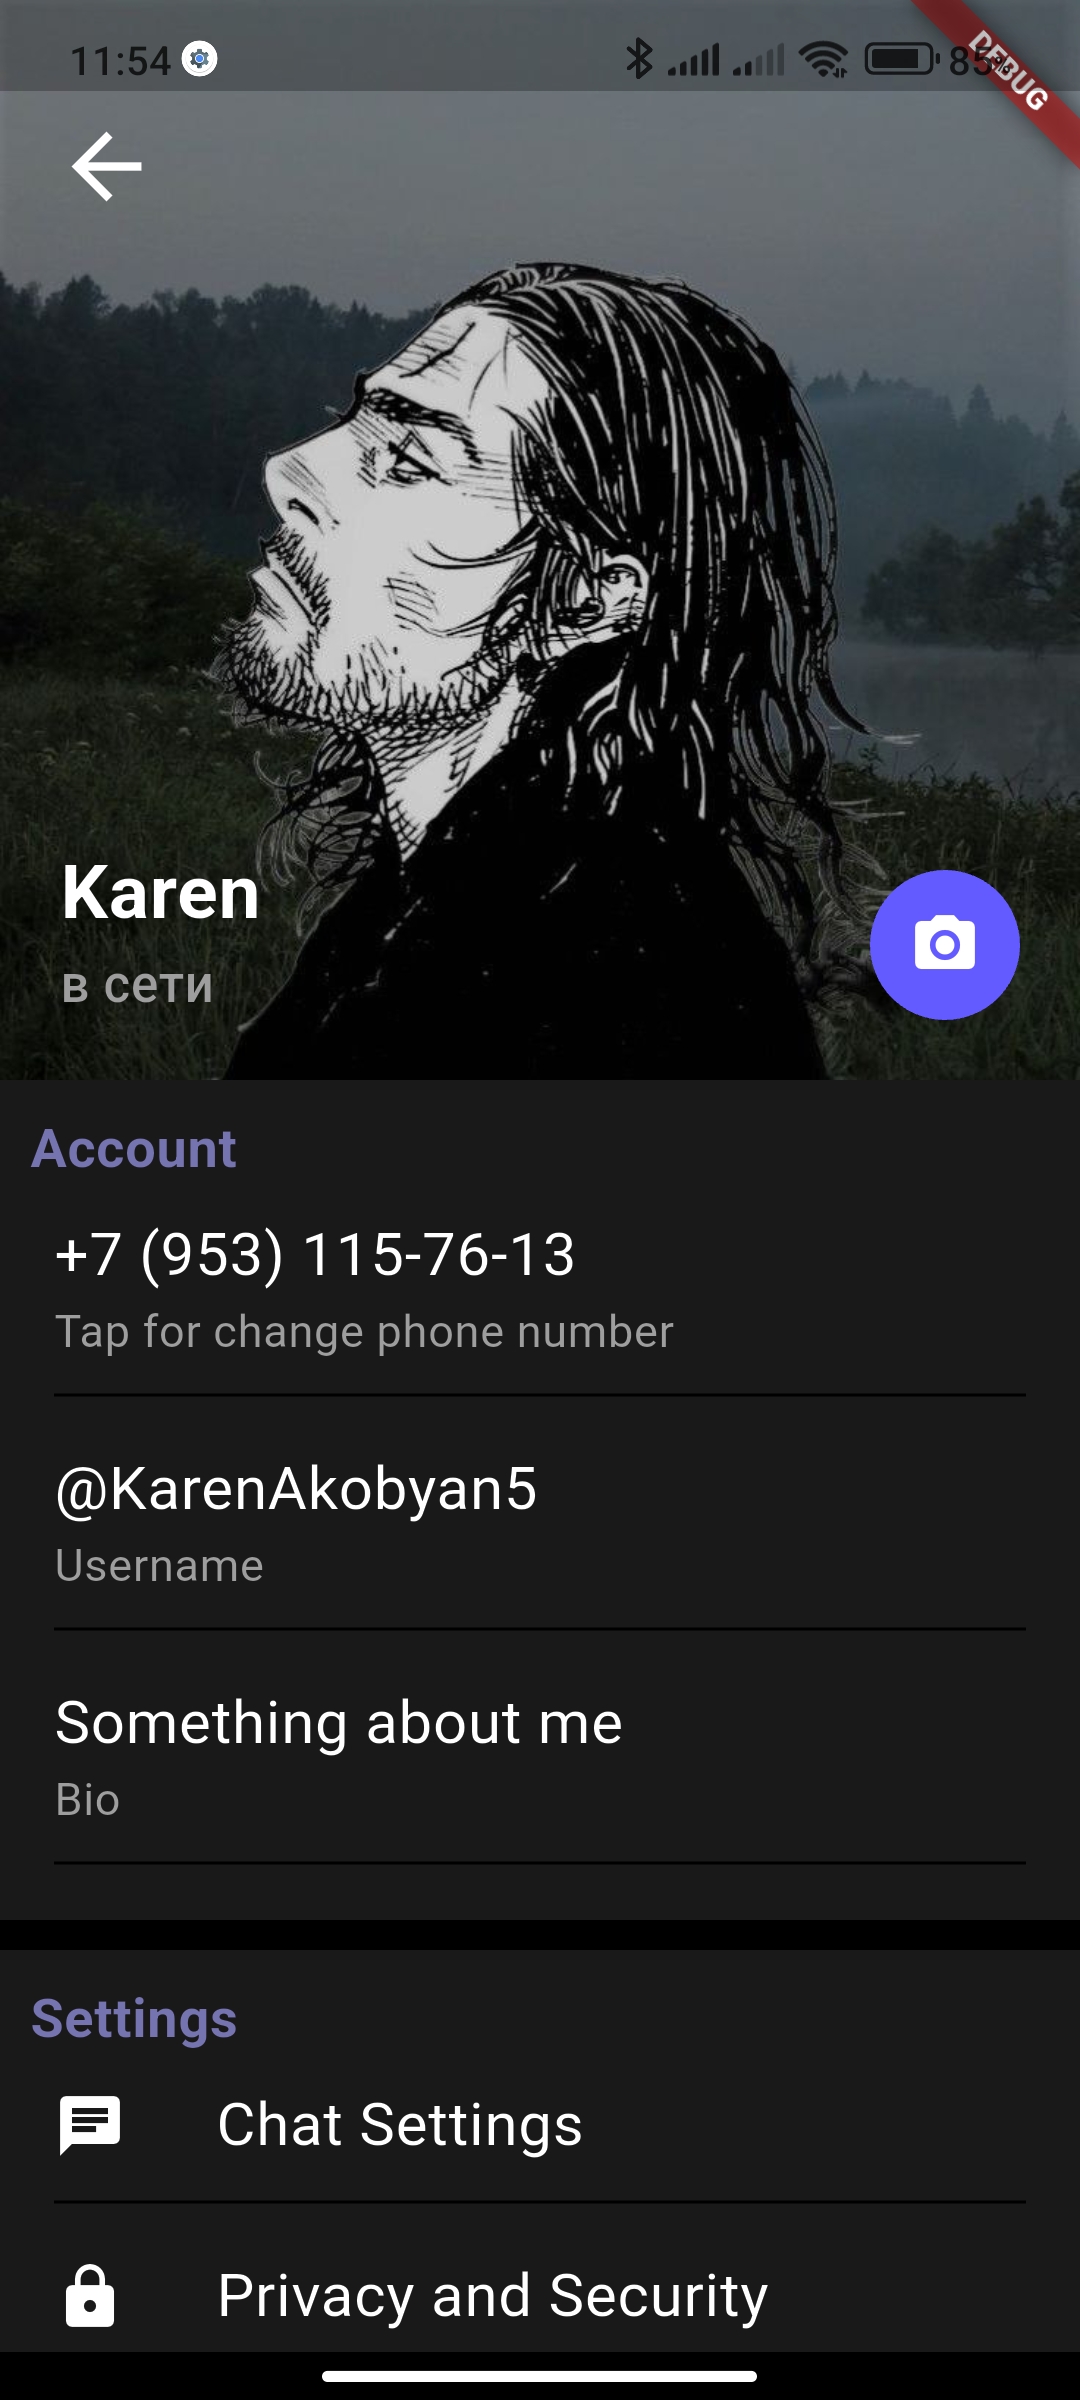 11:54
DEBUG
Karen
в сети
Account
+7 (953) 115-76-13
Tap for change phone number
@KarenAkobyan5
Username
Something about me
Bio
Settings
Chat Settings
Privacy and Security